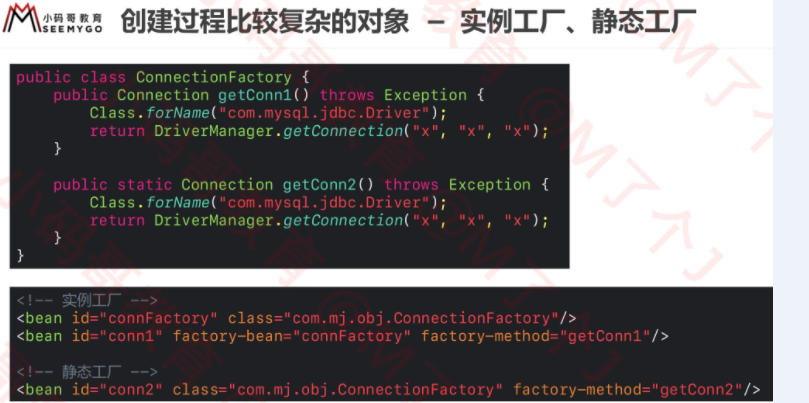 小码哥教育
SEEMYGO
创建过程比较复杂的对象 – 实例工厂、静态工厂
public class ConnectionFactory {
    public Connection getConn1() throws Exception {
        Class.forName("com.mysql.jdbc.Driver");
        return DriverManager.getConnection("x", "x", "x");
    }
    public static Connection getConn2() throws Exception {
        Class.forName("com.mysql.jdbc.Driver");
        return DriverManager.getConnection("x", "x", "x");
    }
}
<!-- 实例工厂 -->
<bean id="connFactory" class="com.mj.obj.ConnectionFactory"/>
<bean id="conn1" factory-bean="connFactory" factory-method="getConn1"/>
<!-- 静态工厂 -->
<bean id="conn2" class="com.mj.obj.ConnectionFactory" factory-method="getConn2"/>